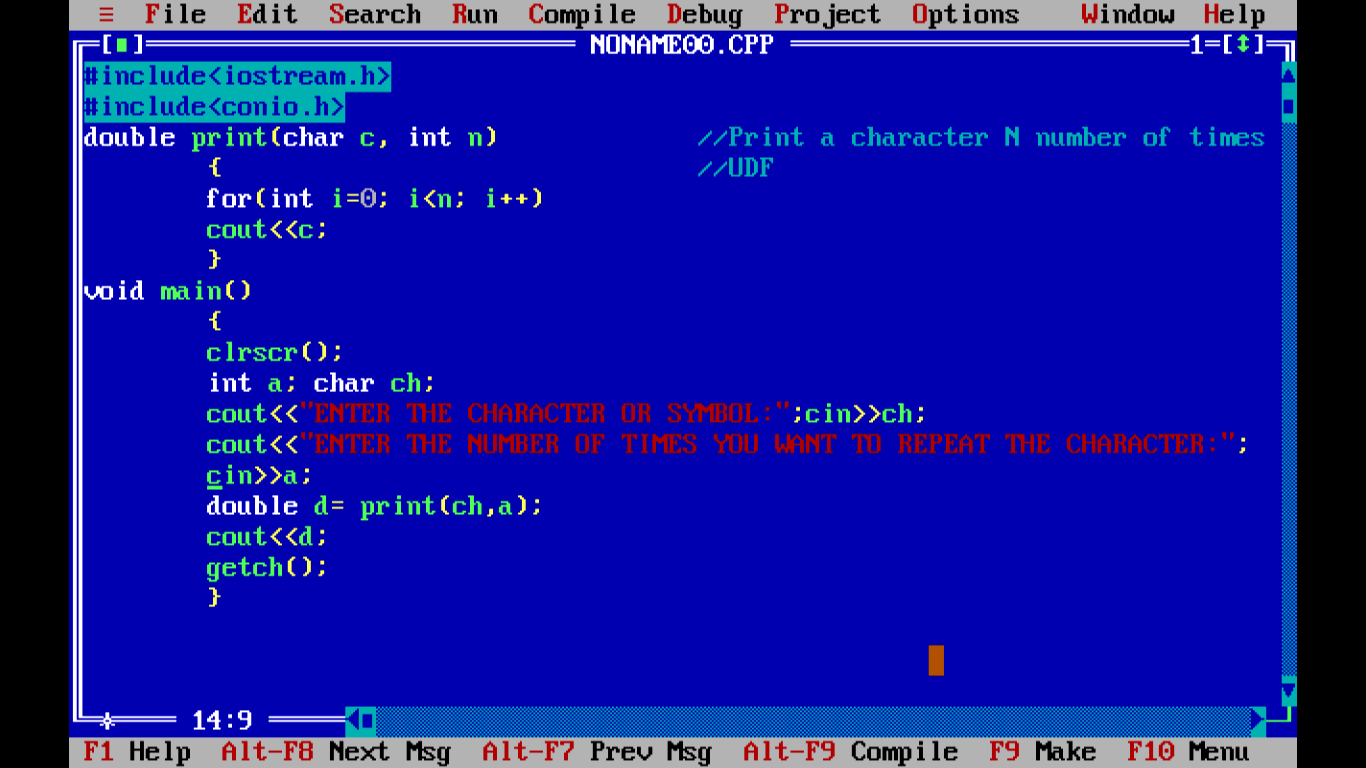 ≡ File Edit Search Run Compile Debug Project Options Window Help
[■] NONAME00.CPP 1=[↕]
#include<iostream.h>
#include<conio.h>
double print(char c, int n) //Print a character N number of times
{ //UDF
for(int i=0; i<n; i++)
cout<<c;
}
void main()
{
clrscr();
int a; char ch;
cout<<"ENTER THE CHARACTER OR SYMBOL:";cin>>ch;
cout<<"ENTER THE NUMBER OF TIMES YOU WANT TO REPEAT THE CHARACTER:";
cin>>a;
double d= print(ch,a);
cout<<d;
getch();
}
14:9
F1 Help Alt-F8 Next Msg Alt-F7 Prev Msg Alt-F9 Compile F9 Make F10 Menu